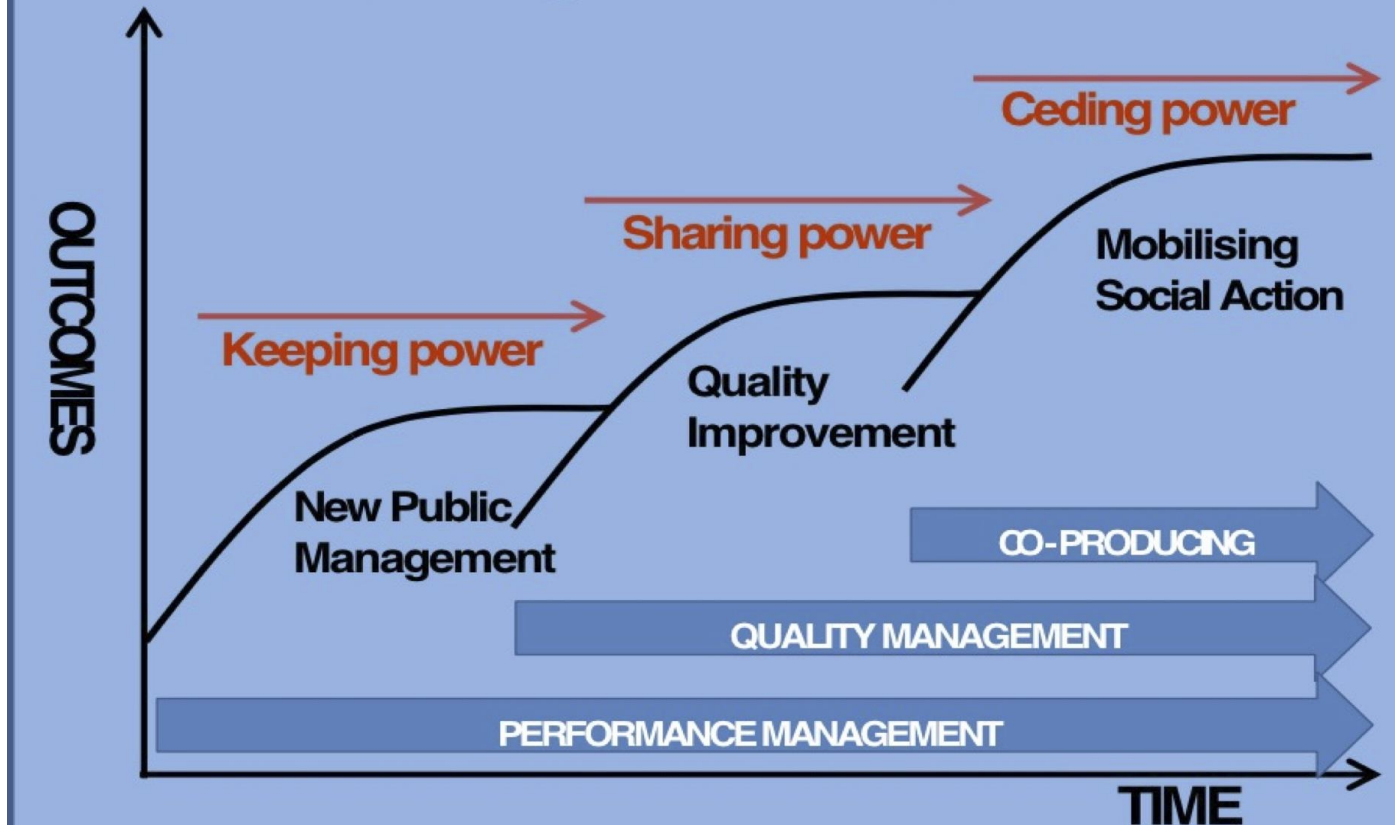 Ceding power
Sharing power
Mobilising
Social Action
Keeping power
OUTCOMES
Quality
Improvement
New Public
Management
CO-PRODUCING
QUALITY MANAGEMENT
PERFORMANCE MANAGEMENT
TIME